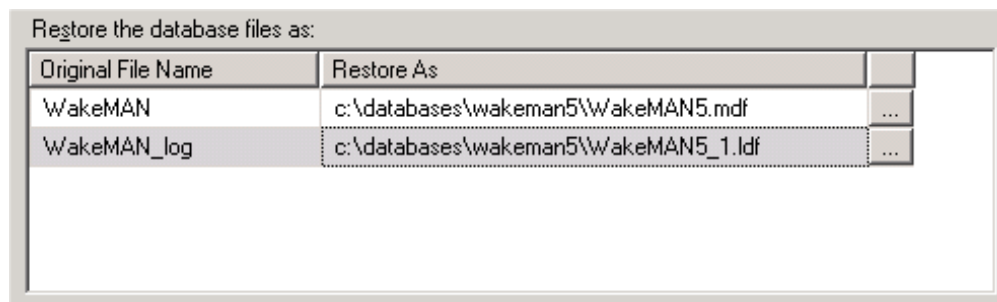 Restore the database files as:
Original File Name Restore As
WakeMAN c:\databases\wakeman5\WakeMAN5.mdf ...
WakeMAN_log c:\databases\wakeman5\WakeMAN5_1.ldf ...